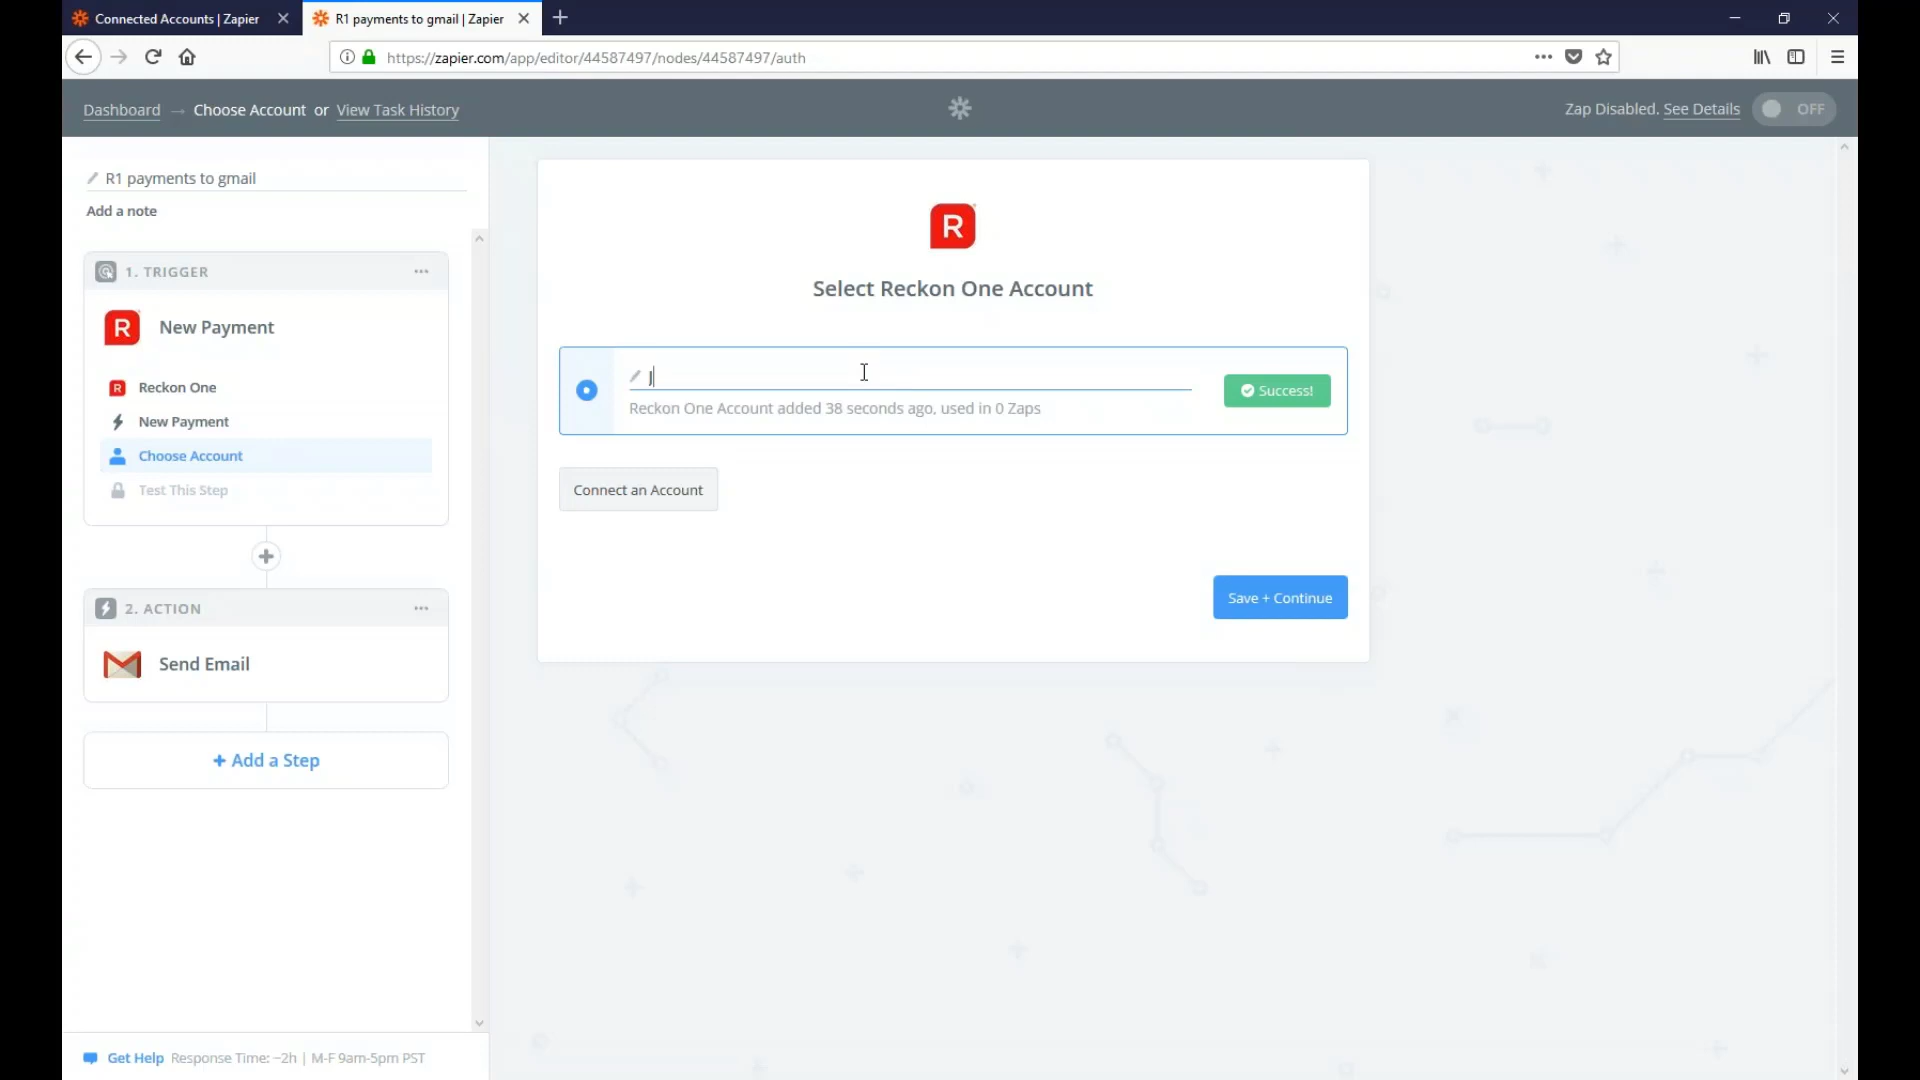 Connected Accounts | Zapier
R1 payments to gmail | Zapier
https://zapier.com/app/editor/44587497/nodes/44587497/auth
Dashboard → Choose Account or View Task History
Zap Disabled. See Details
OFF
R1 payments to gmail
Add a note
1. TRIGGER
R New Payment
R Reckon One
New Payment
Choose Account
Test This Step
2. ACTION
Send Email
+ Add a Step
Get Help Response Time: ~2h | M-F 9am-5pm PST
R
Select Reckon One Account
J
Reckon One Account added 38 seconds ago, used in 0 Zaps
Success!
Connect an Account
Save + Continue